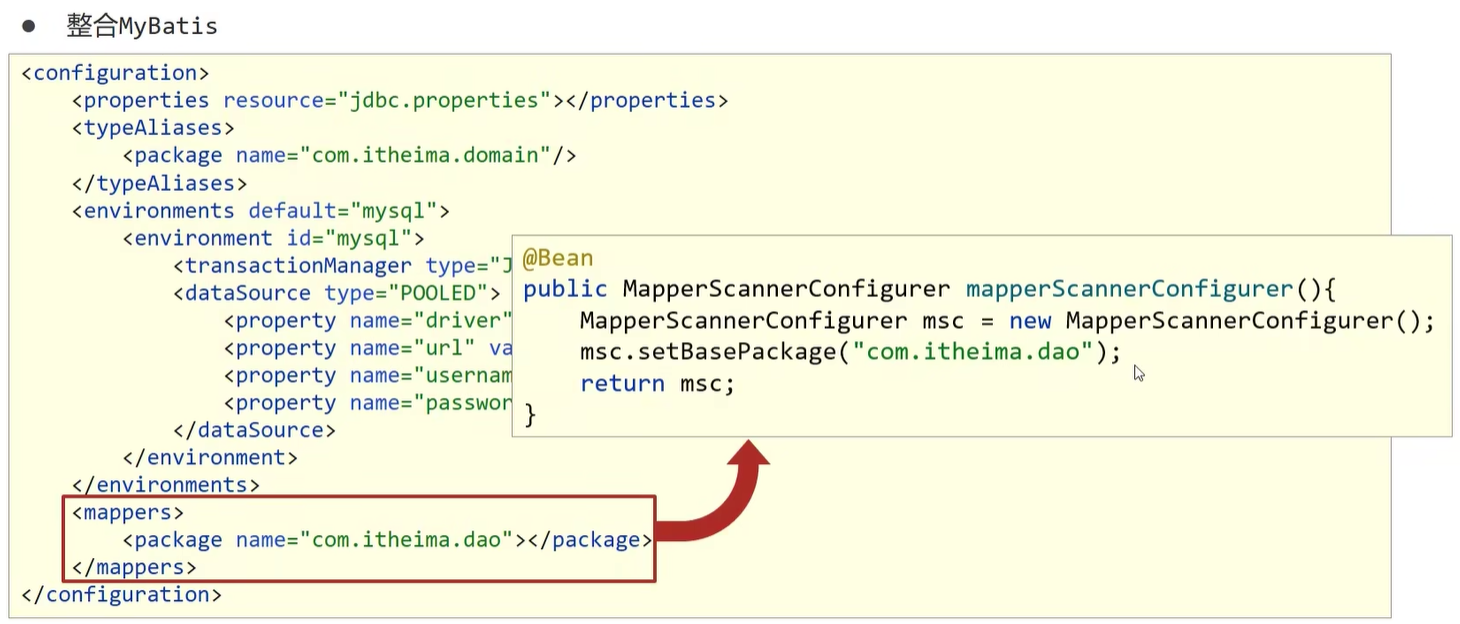 ● 整合MyBatis
<configuration>
    <properties resource="jdbc.properties"></properties>
    <typeAliases>
        <package name="com.itheima.domain"/>
    </typeAliases>
    <environments default="mysql">
        <environment id="mysql">
            <transactionManager type="J
            <dataSource type="POOLED">
                <property name="driver"
                <property name="url" va
                <property name="usernam
                <property name="passwor
            </dataSource>
        </environment>
    </environments>
    <mappers>
        <package name="com.itheima.dao"></package>
    </mappers>
</configuration>
@Bean
public MapperScannerConfigurer mapperScannerConfigurer(){
    MapperScannerConfigurer msc = new MapperScannerConfigurer();
    msc.setBasePackage("com.itheima.dao");
    return msc;
}